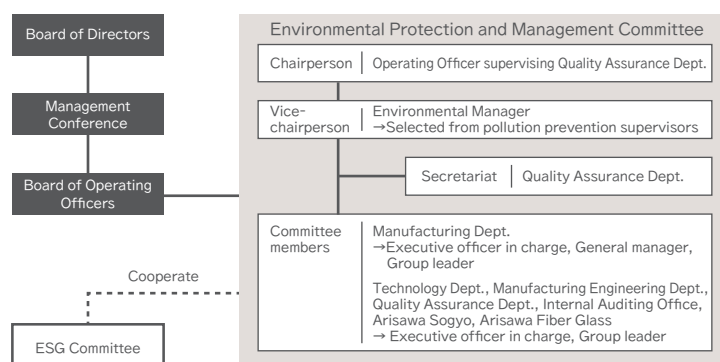 Board of Directors
Management
Conference
Board of Operating
Officers
Cooperate
ESG Committee
Environmental Protection and Management Committee
Chairperson
Operating Officer supervising Quality Assurance Dept.
Vice-
chairperson
Environmental Manager
→Selected from pollution prevention supervisors
Secretariat
Quality Assurance Dept.
Committee
members
Manufacturing Dept.
→Executive officer in charge, General manager,
Group leader
Technology Dept., Manufacturing Engineering Dept.,
Quality Assurance Dept., Internal Auditing Office,
Arisawa Sogyo, Arisawa Fiber Glass
→ Executive officer in charge, Group leader